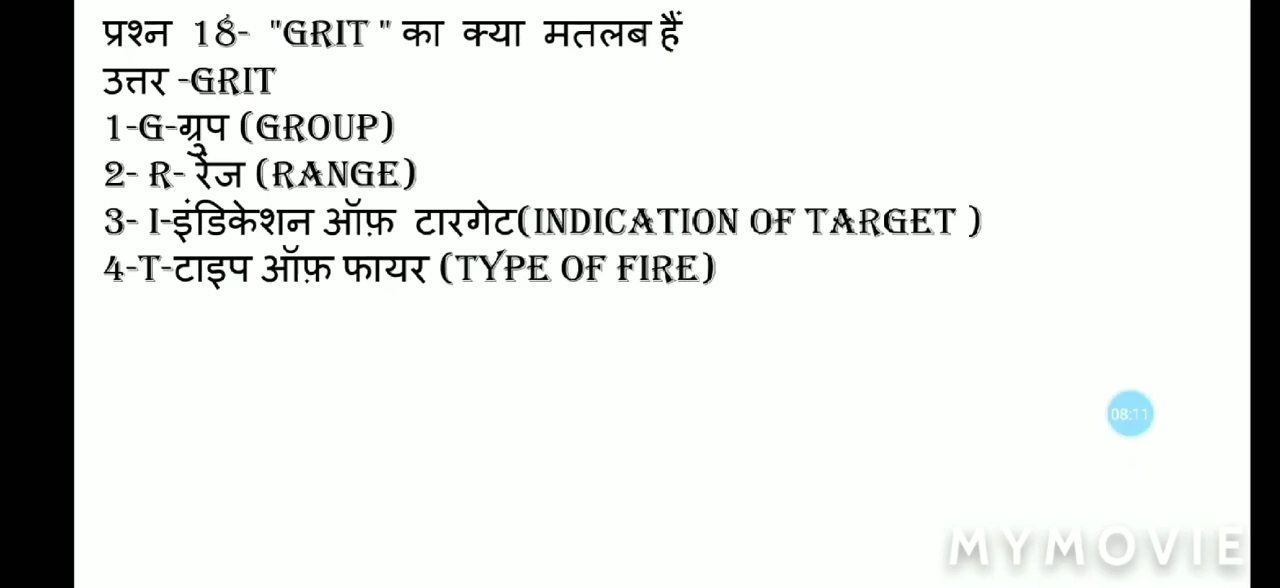 प्रश्न 18- "GRIT " का क्या मतलब हैं
उत्तर -GRIT
1-G-ग्रुप (GROUP)
2- R- रेंज (RANGE)
3- I-इंडिकेशन ऑफ़ टारगेट(INDICATION OF TARGET )
4-T-टाइप ऑफ़ फायर (TYPE OF FIRE)
08:11
MYMOVIE